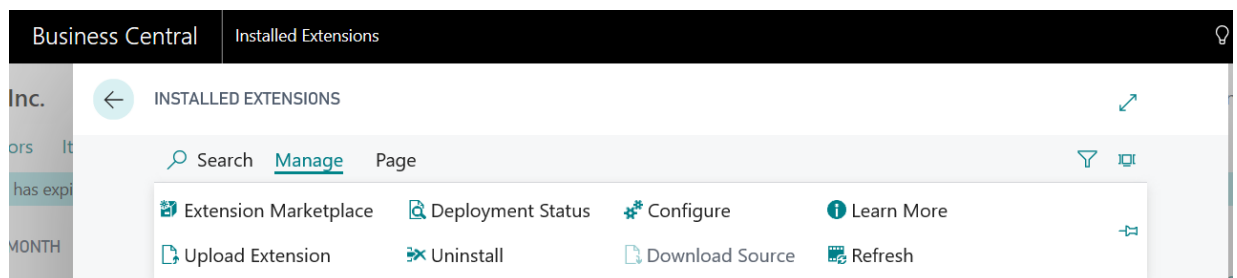 Business Central Installed Extensions
Inc.
INSTALLED EXTENSIONS
ors It
Search Manage Page
has expi
Extension Marketplace Deployment Status Configure Learn More
MONTH
Upload Extension Uninstall Download Source Refresh